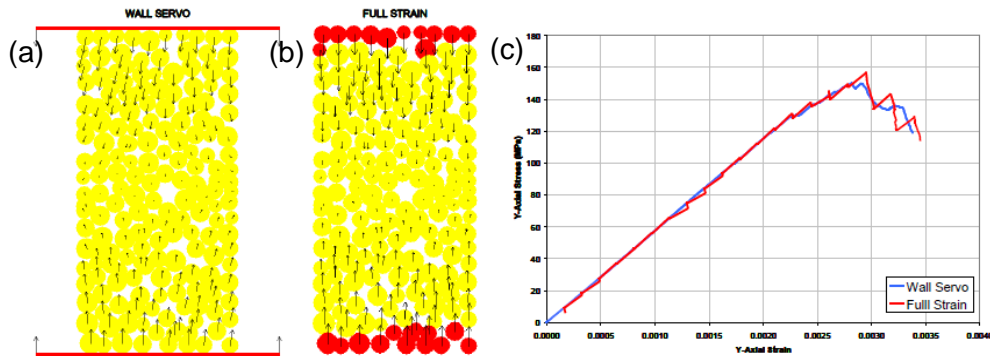 WALL SERVO
FULL STRAIN
(a)
(b)
(c)
180
160
140
120
100
80
60
40
20
0
Y-Axial Stress (MPa)
0.0000
0.0005
0.0010
0.0015
0.0020
0.0025
0.0030
0.0035
0.0040
Y-Axial Strain
Wall Servo
Fulll Strain